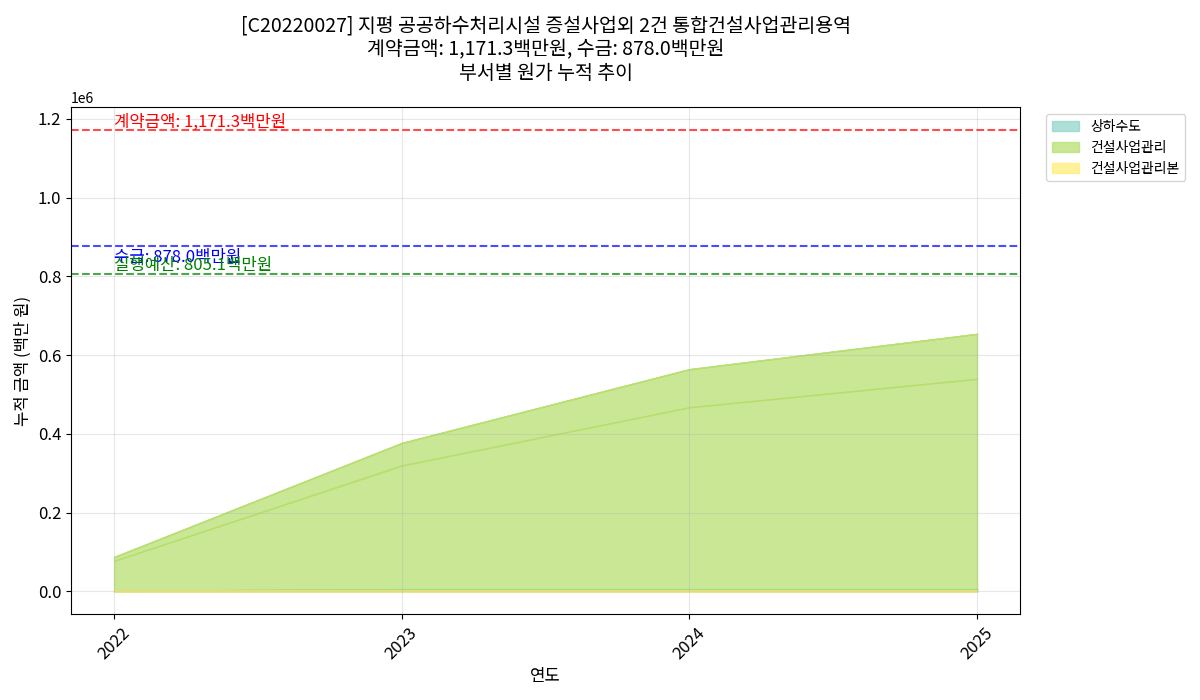 [C20220027] 지평 공공하수처리시설 증설사업외 2건 통합건설사업관리용역
계약금액: 1,171.3백만원, 수금: 878.0백만원
부서별 원가 누적 추이
1e6
계약금액: 1,171.3백만원
수금: 878.0백만원
실행예산: 805.1백만원
상하수도
건설사업관리
건설사업관리본
1.2
1.0
0.8
0.6
0.4
0.2
0.0
누적 금액 (백만 원)
2022
2023
2024
2025
연도